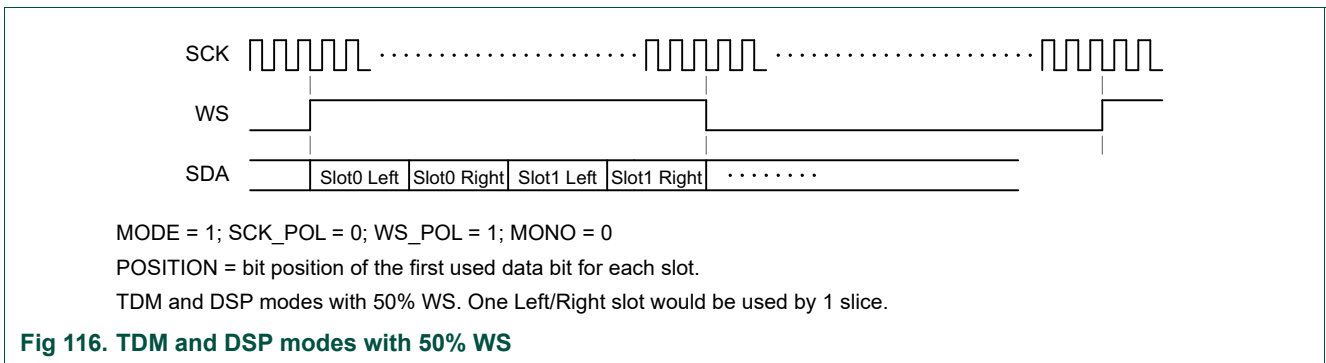 SCK
WS
SDA Slot0 Left Slot0 Right Slot1 Left Slot1 Right ········
MODE = 1; SCK_POL = 0; WS_POL = 1; MONO = 0
POSITION = bit position of the first used data bit for each slot.
TDM and DSP modes with 50% WS. One Left/Right slot would be used by 1 slice.
Fig 116. TDM and DSP modes with 50% WS